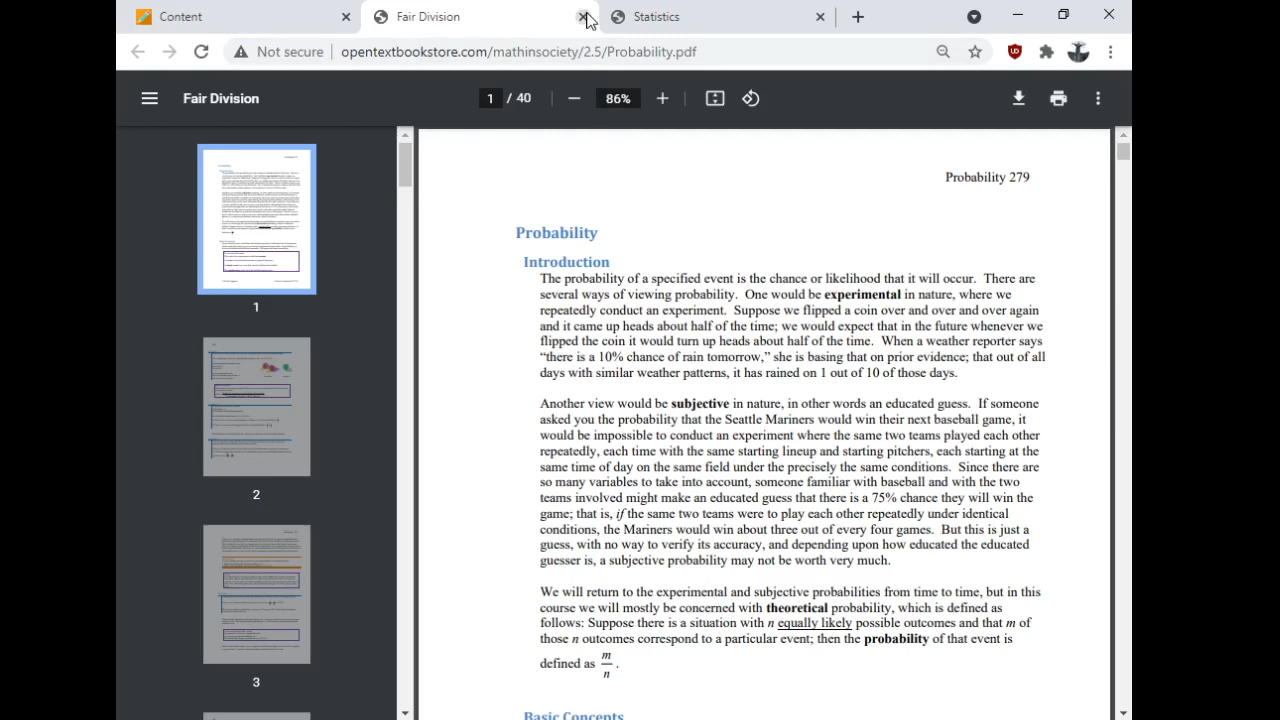 Content
Fair Division
Statistics
Not secure opentextbookstore.com/mathinsociety/2.5/Probability.pdf
Fair Division
1 / 40
86%
1
2
3
Probability 279
Probability
Introduction
The probability of a specified event is the chance or likelihood that it will occur. There are
several ways of viewing probability. One would be experimental in nature, where we
repeatedly conduct an experiment. Suppose we flipped a coin over and over and over again
and it came up heads about half of the time; we would expect that in the future whenever we
flipped the coin it would turn up heads about half of the time. When a weather reporter says
“there is a 10% chance of rain tomorrow,” she is basing that on prior evidence; that out of all
days with similar weather patterns, it has rained on 1 out of 10 of those days.
Another view would be subjective in nature, in other words an educated guess. If someone
asked you the probability that the Seattle Mariners would win their next baseball game, it
would be impossible to conduct an experiment where the same two teams played each other
repeatedly, each time with the same starting lineup and starting pitchers, each starting at the
same time of day on the same field under the precisely the same conditions. Since there are
so many variables to take into account, someone familiar with baseball and with the two
teams involved might make an educated guess that there is a 75% chance they will win the
game; that is, if the same two teams were to play each other repeatedly under identical
conditions, the Mariners would win about three out of every four games. But this is just a
guess, with no way to verify its accuracy, and depending upon how educated the educated
guesser is, a subjective probability may not be worth very much.
We will return to the experimental and subjective probabilities from time to time, but in this
course we will mostly be concerned with theoretical probability, which is defined as
follows: Suppose there is a situation with n equally likely possible outcomes and that m of
those n outcomes correspond to a particular event; then the probability of that event is
defined as m/n .
Basic Concepts